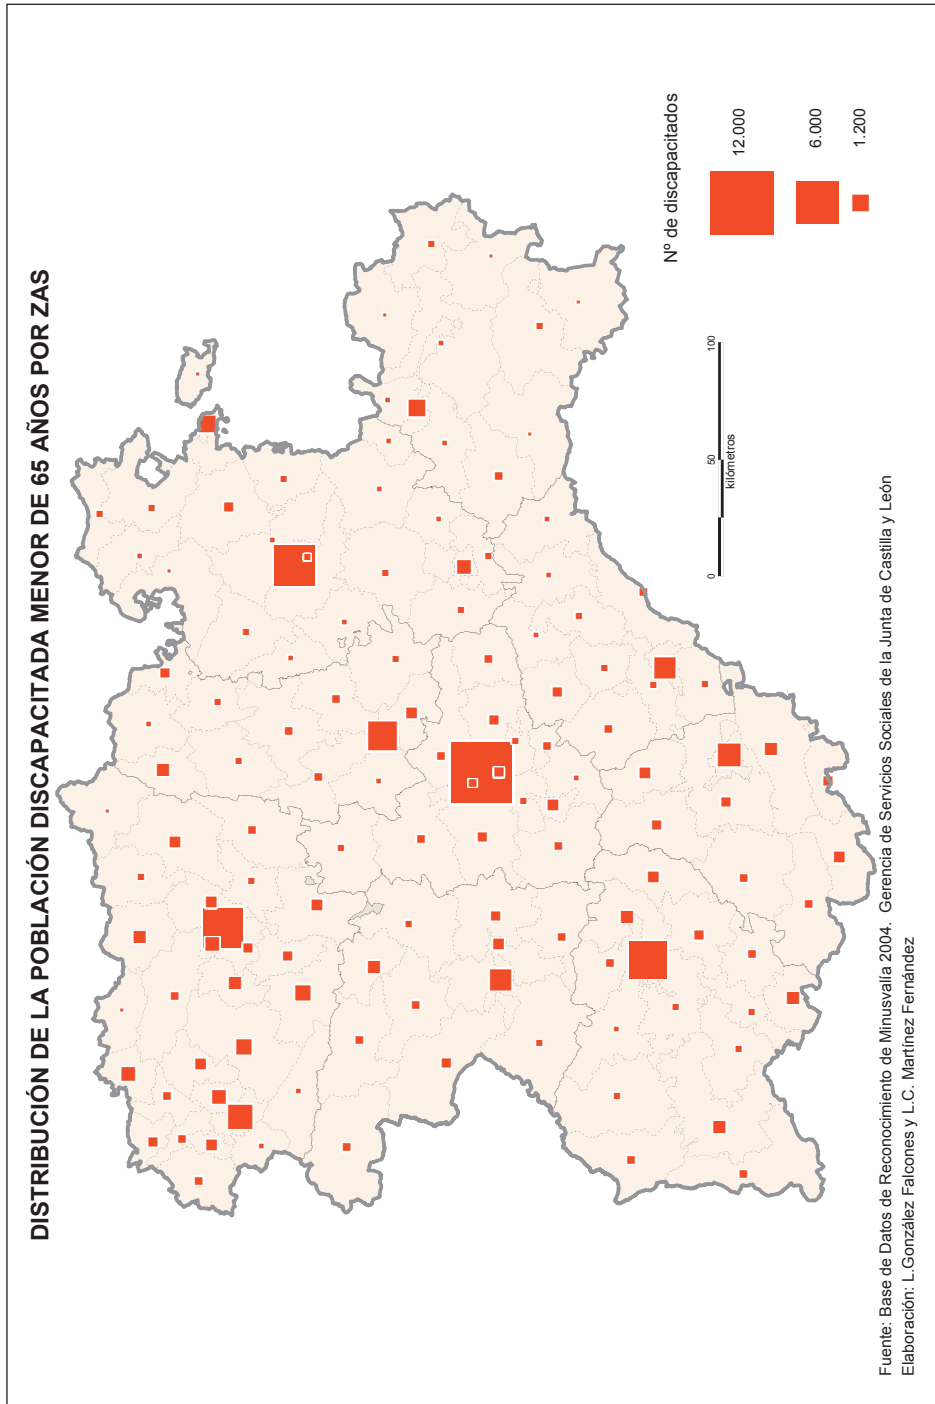 DISTRIBUCIÓN DE LA POBLACIÓN DISCAPACITADA MENOR DE 65 AÑOS POR ZAS
Nº de discapacitados
12.000
6.000
1.200
0 50 100
kilómetros
Fuente: Base de Datos de Reconocimiento de Minusvalía 2004. Gerencia de Servicios Sociales de la Junta de Castilla y León
Elaboración: L.González Falcones y L.C. Martínez Fernández